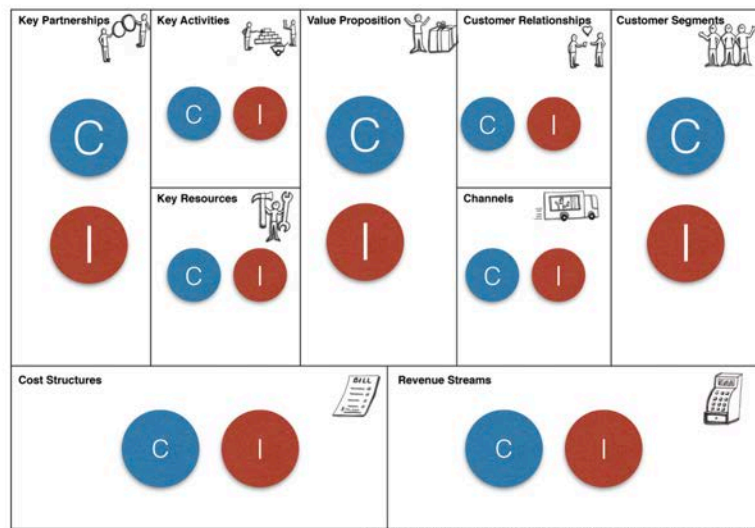 Key Partnerships
C
I
Key Activities
C I
Key Resources
C I
Value Proposition
C
I
Customer Relationships
C I
Channels
C I
Customer Segments
C
I
Cost Structures
BILL
C I
Revenue Streams
C I